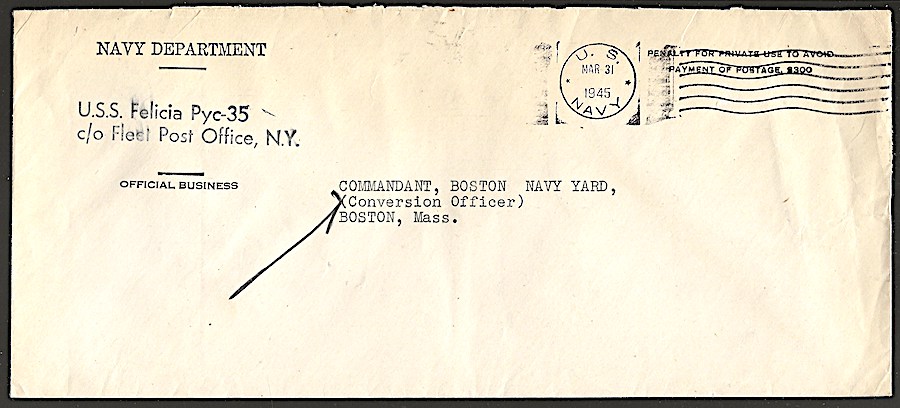 NAVY DEPARTMENT
U.S.S. Felicia Pyc-35
c/o Fleet Post Office, N.Y.
OFFICIAL BUSINESS
U. S.
MAR 31
1945
NAVY
PENALTY FOR PRIVATE USE TO AVOID
PAYMENT OF POSTAGE, $300
COMMANDANT, BOSTON NAVY YARD,
(Conversion Officer)
BOSTON, Mass.